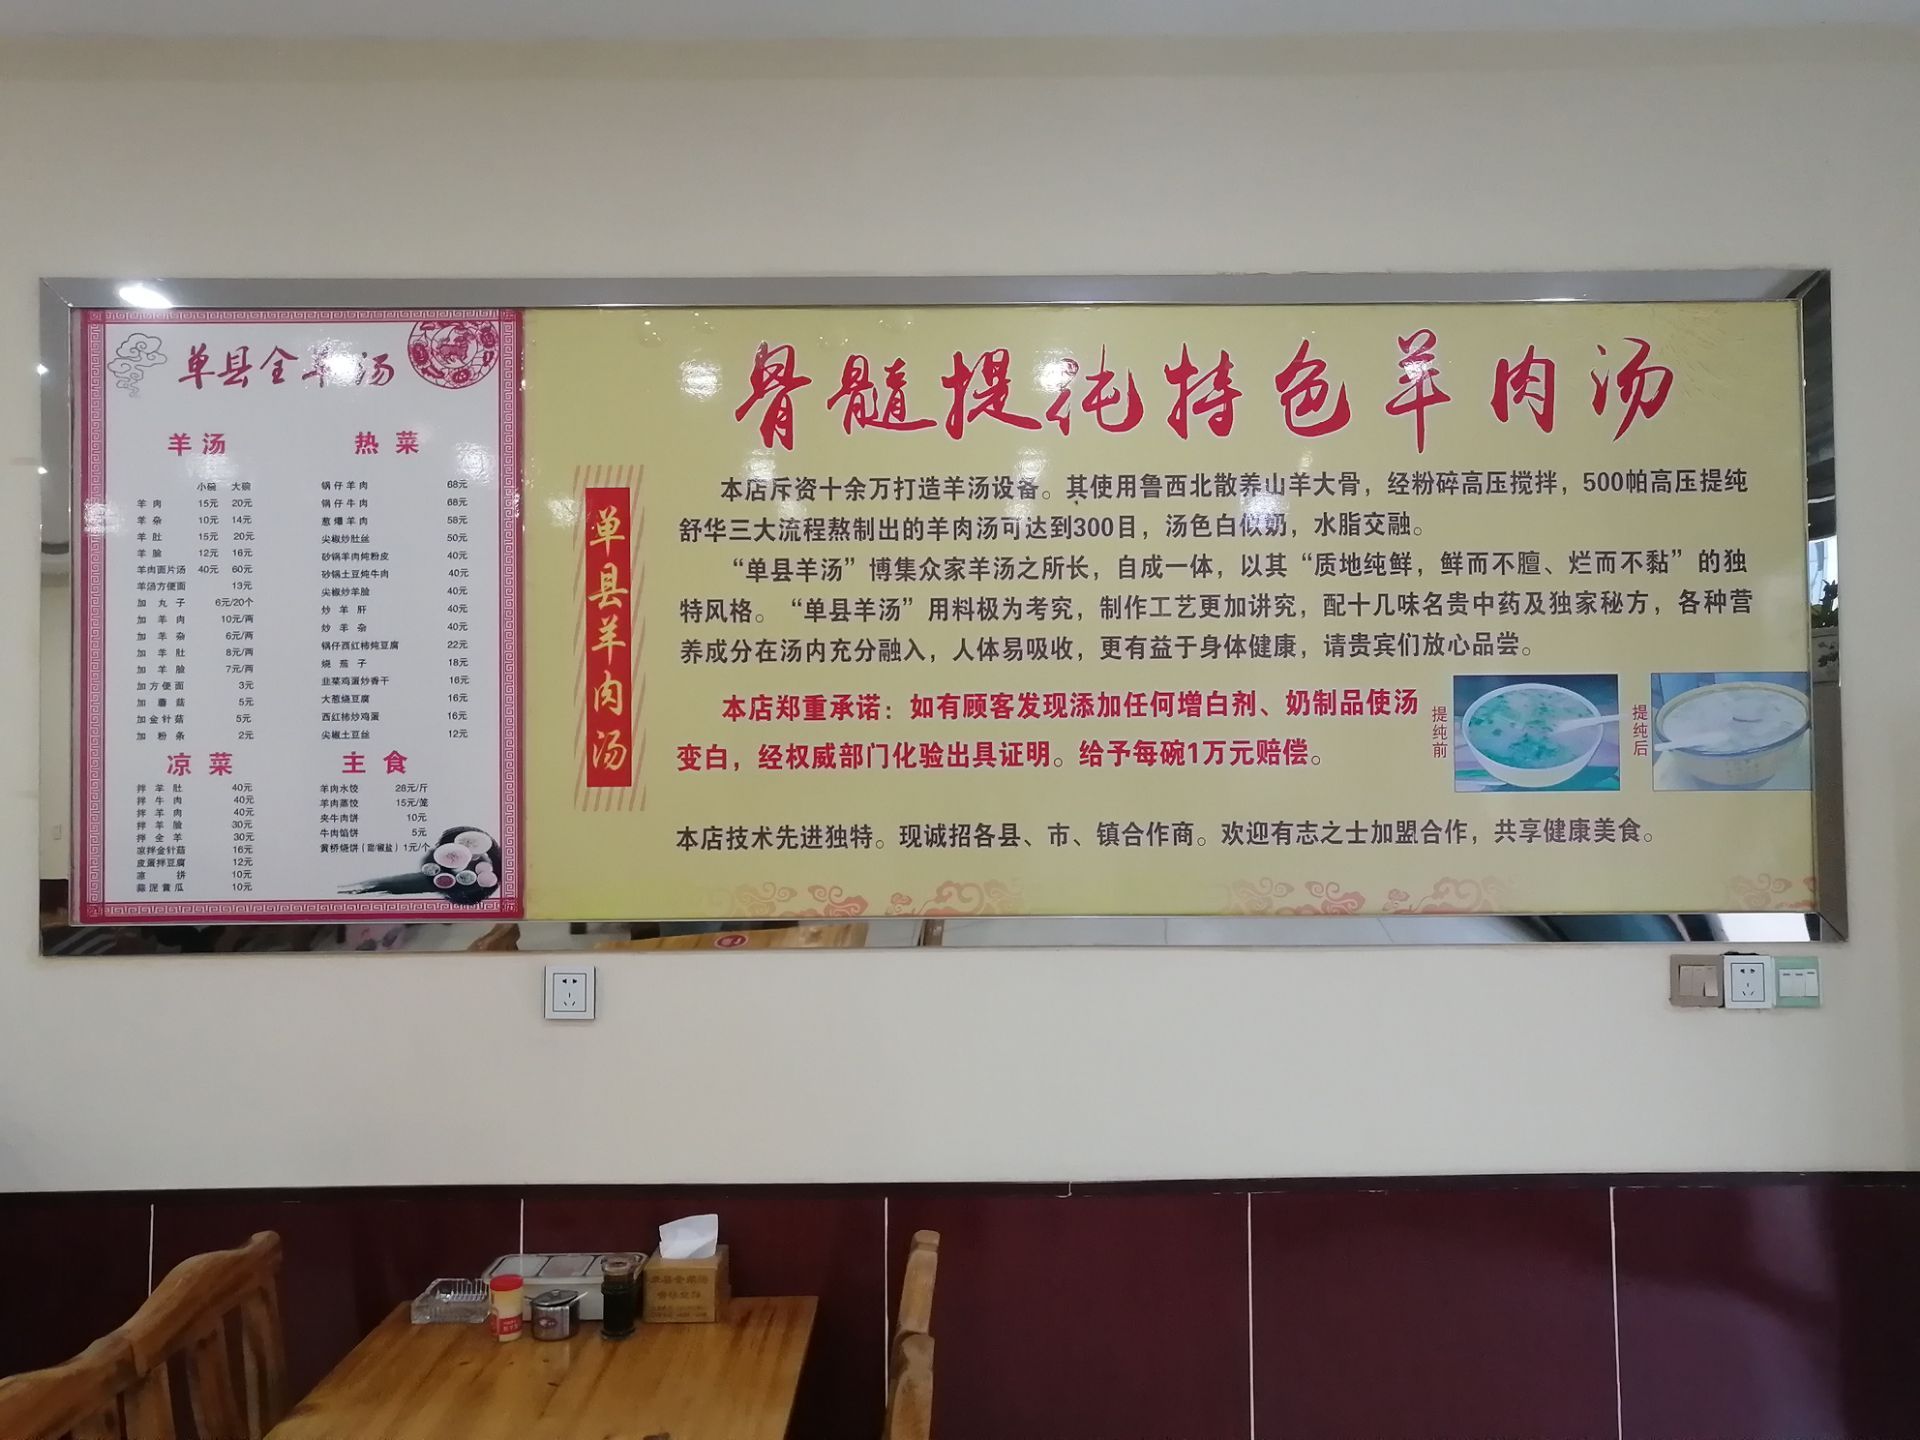 单县全羊汤
羊汤
小碗 大碗
羊肉 15元 20元
羊杂 10元 14元
羊肚 15元 20元
羊脸 12元 16元
羊肉面片汤 40元 60元
羊汤方便面 13元
加丸子 6元/20个
加羊肉 10元/两
加羊杂 6元/两
加羊肚 8元/两
加羊脸 7元/两
加方便面 3元
加蘑菇 5元
加金针菇 5元
加粉条 2元
热菜
锅仔羊肉 68元
锅仔牛肉 68元
葱爆羊肉 58元
尖椒炒肚丝 50元
砂锅羊肉炖粉皮 40元
砂锅土豆炖牛肉 40元
尖椒炒羊脸 40元
炒羊肝 40元
炒羊杂 40元
锅仔西红柿炖豆腐 22元
烧茄子 18元
韭菜鸡蛋炒香干 16元
大葱烧豆腐 16元
西红柿炒鸡蛋 16元
尖椒土豆丝 12元
凉菜
拌羊肚 40元
拌牛肉 40元
拌羊肉 40元
拌羊脸 30元
拌全羊 30元
凉拌金针菇 16元
皮蛋拌豆腐 12元
凉拼 10元
蒜泥黄瓜 10元
主食
羊肉水饺 28元/斤
羊肉蒸饺 15元/笼
夹牛肉饼 10元
牛肉馅饼 5元
黄桥烧饼（甜/椒盐）1元/个
骨髓提纯特色羊肉汤
单县羊肉汤
本店斥资十余万打造羊汤设备。其使用鲁西北散养山羊大骨，经粉碎高压搅拌，500帕高压提纯
舒华三大流程熬制出的羊肉汤可达到300目，汤色白似奶，水脂交融。
“单县羊汤”博集众家羊汤之所长，自成一体，以其“质地纯鲜，鲜而不膻、烂而不黏”的独
特风格。“单县羊汤”用料极为考究，制作工艺更加讲究，配十几味名贵中药及独家秘方，各种营
养成分在汤内充分融入，人体易吸收，更有益于身体健康，请贵宾们放心品尝。
本店郑重承诺：如有顾客发现添加任何增白剂、奶制品使汤
变白，经权威部门化验出具证明。给予每碗1万元赔偿。
提纯前
提纯后
本店技术先进独特。现诚招各县、市、镇合作商。欢迎有志之士加盟合作，共享健康美食。